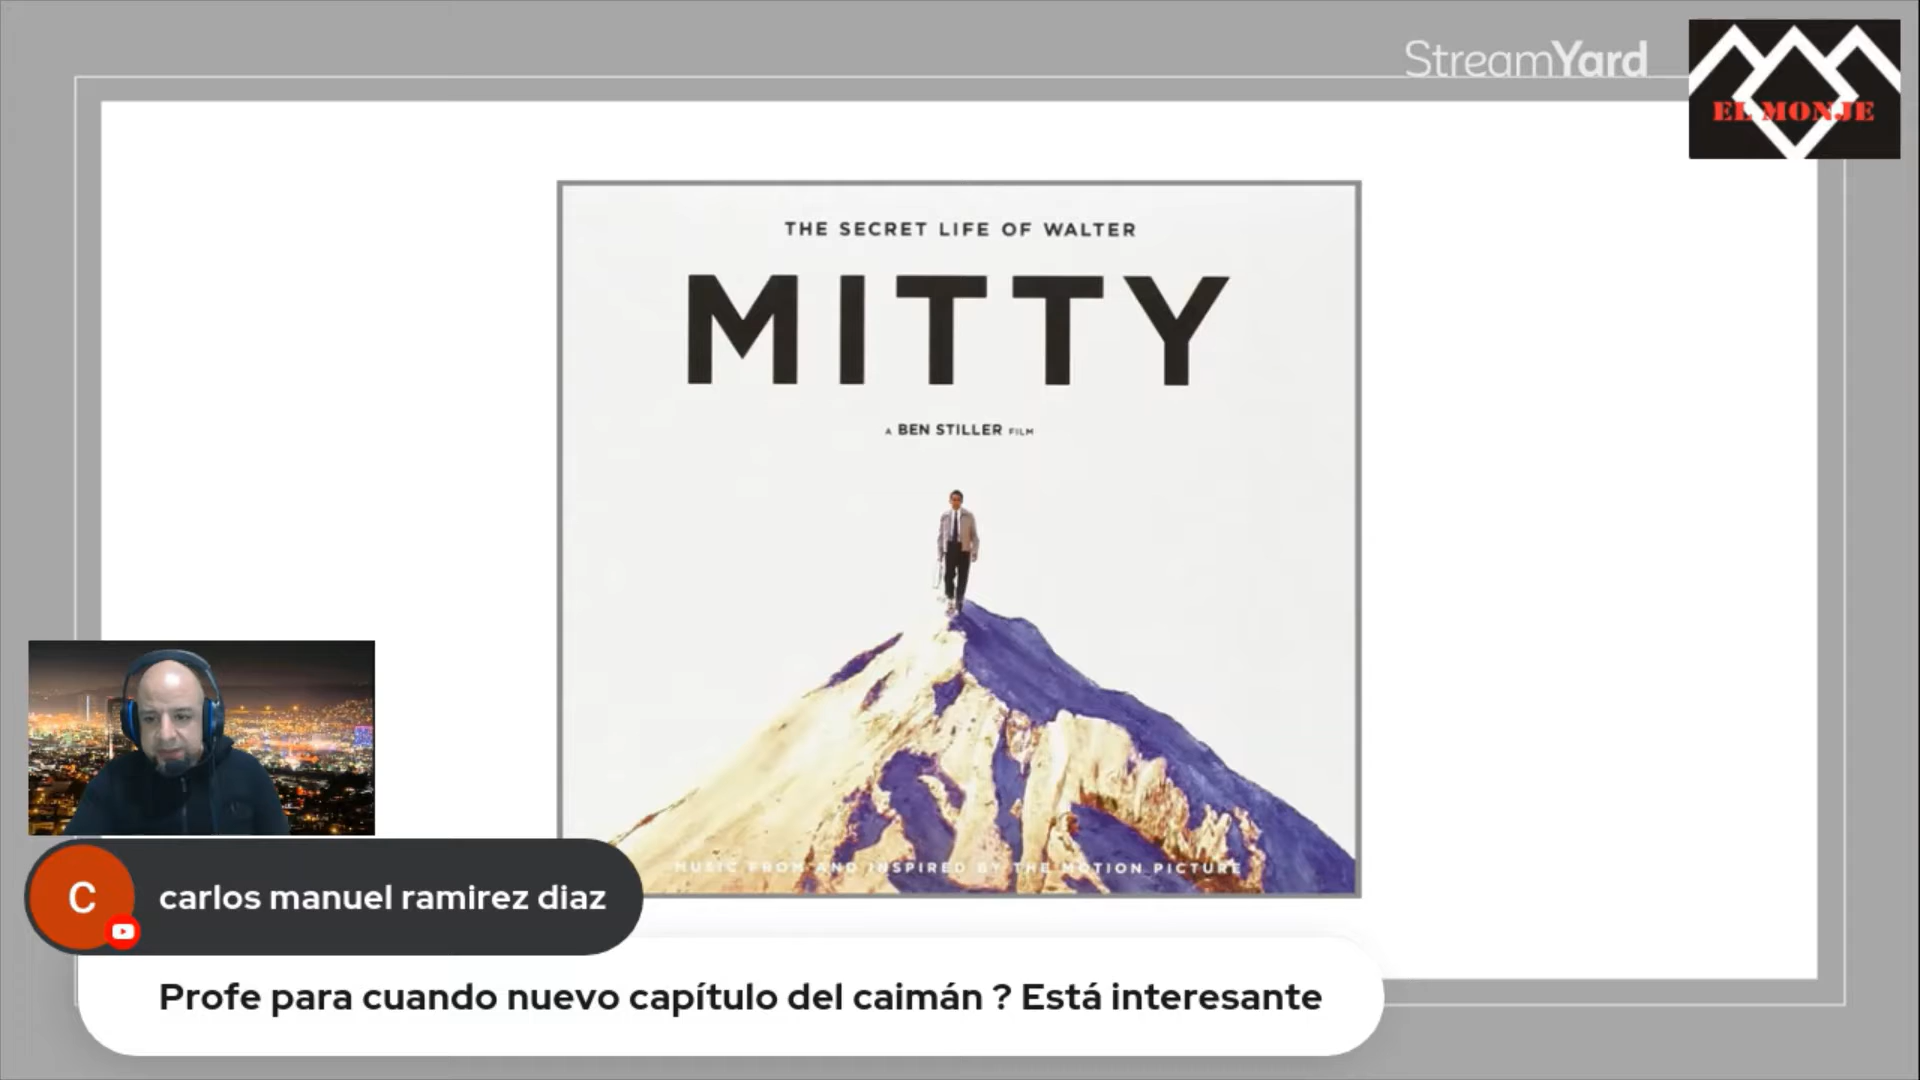 StreamYard
EL MONJE
THE SECRET LIFE OF WALTER
MITTY
A BEN STILLER FILM
MUSIC FROM AND INSPIRED BY THE MOTION PICTURE
C
carlos manuel ramirez diaz
Profe para cuando nuevo capítulo del caimán ? Está interesante